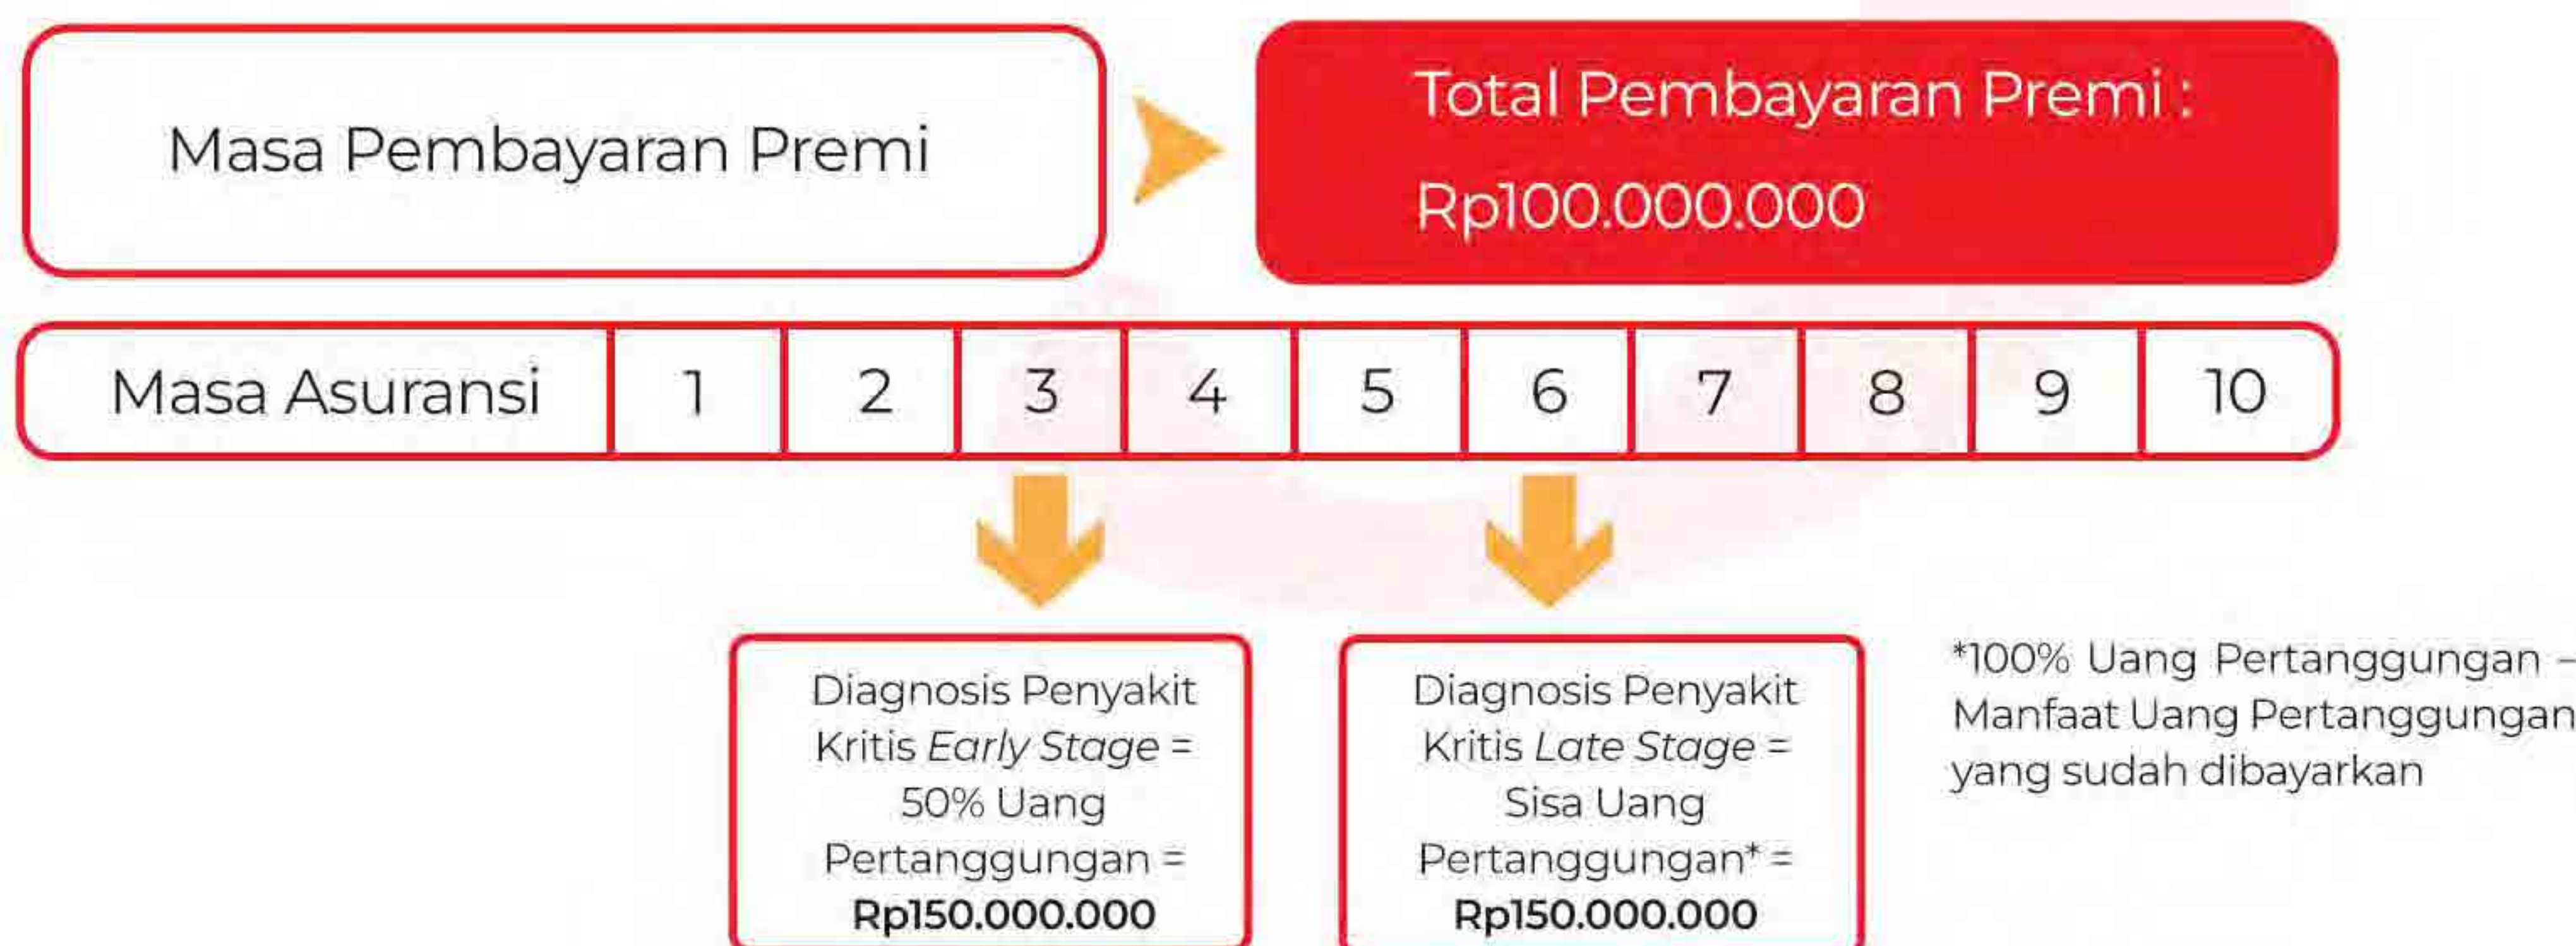 Masa Pembayaran Premi
Total Pembayaran Premi :
Rp100.000.000
Masa Asuransi 1 2 3 4 5 6 7 8 9 10
Diagnosis Penyakit
Kritis Early Stage =
50% Uang
Pertanggungan =
Rp150.000.000
Diagnosis Penyakit
Kritis Late Stage =
Sisa Uang
Pertanggungan* =
Rp150.000.000
*100% Uang Pertanggungan –
Manfaat Uang Pertanggungan
yang sudah dibayarkan